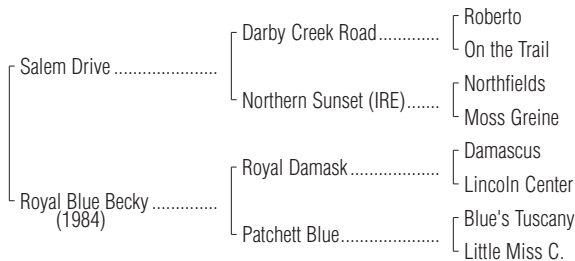 Roberto
Darby Creek Road.............
On the Trail
Salem Drive ......................
Northfields
Northern Sunset (IRE).......
Moss Greine
Damascus
Royal Damask ...................
Lincoln Center
Royal Blue Becky ..............
(1984)
Blue's Tuscany
Patchett Blue.....................
Little Miss C.